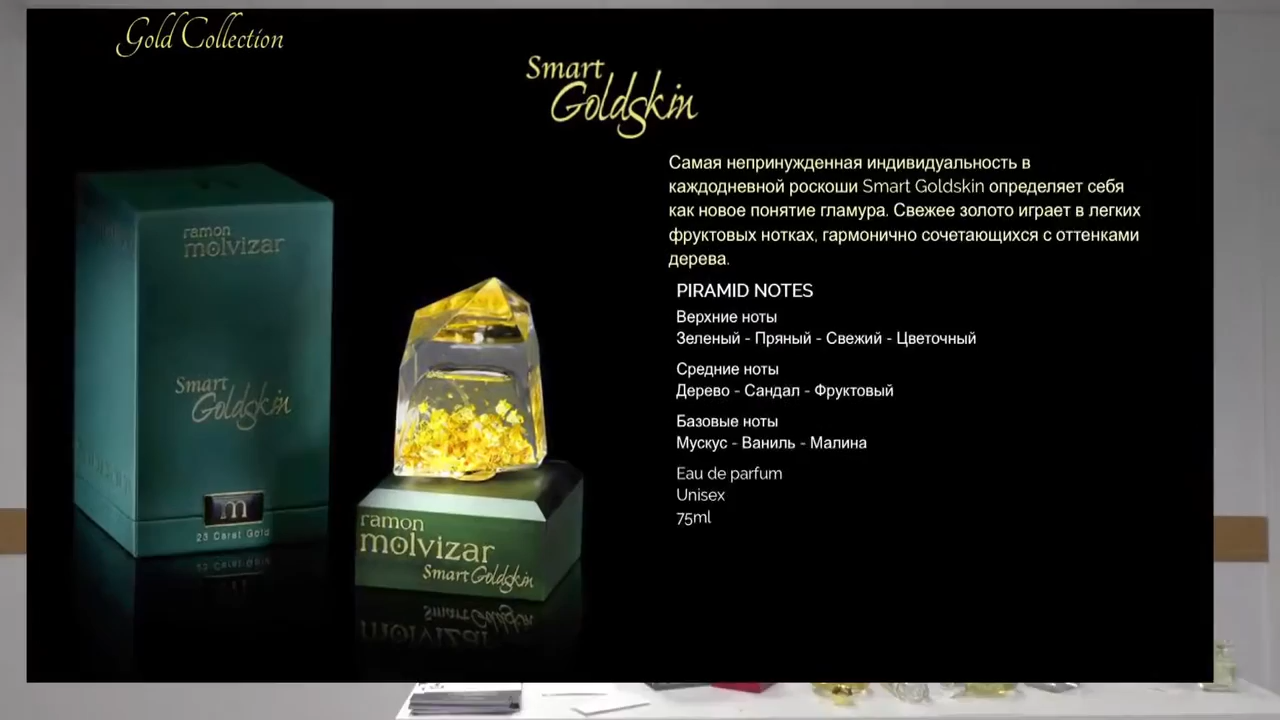 Gold Collection
Smart
Goldskin
Самая непринужденная индивидуальность в
каждодневной роскоши Smart Goldskin определяет себя
как новое понятие гламура. Свежее золото играет в легких
фруктовых нотках, гармонично сочетающихся с оттенками
дерева.
PIRAMID NOTES
Верхние ноты
Зеленый - Пряный - Свежий - Цветочный
Средние ноты
Дерево - Сандал - Фруктовый
Базовые ноты
Мускус - Ваниль - Малина
Eau de parfum
Unisex
75ml
ramon
molvizar
Smart
Goldskin
m
23 Carat Gold
ramon
molvizar
Smart Goldskin